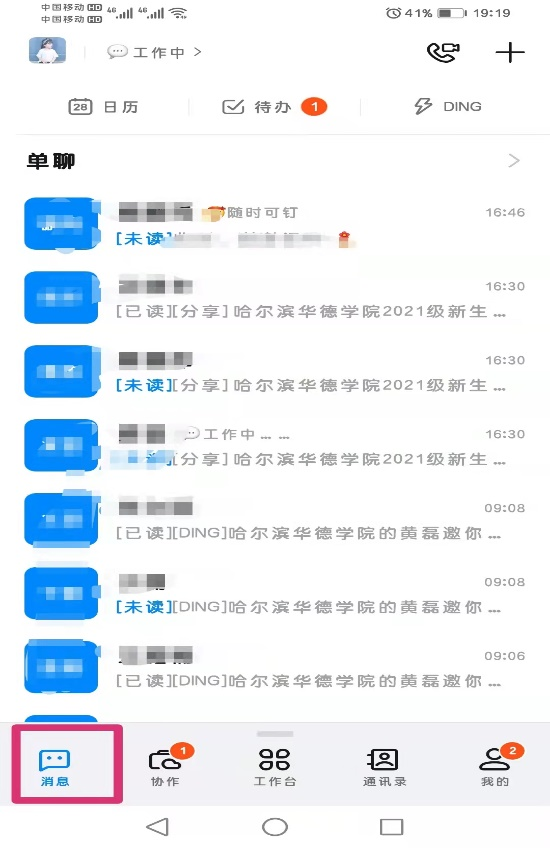 中国移动 HD 4G 4G 41% 19:19
中国移动 HD
工作中 >
28 日历 待办 1 DING
单聊
随时可钉 16:46
[未读]
16:30
[已读][分享]哈尔滨华德学院2021级新生...
16:30
[未读][分享]哈尔滨华德学院2021级新生...
工作中... ... 16:30
[分享]哈尔滨华德学院2021级新生...
09:08
[已读][DING]哈尔滨华德学院的黄磊邀你...
09:08
[未读][DING]哈尔滨华德学院的黄磊邀你...
09:06
[已读][DING]哈尔滨华德学院的黄磊邀你...
1 2
消息 协作 工作台 通讯录 我的